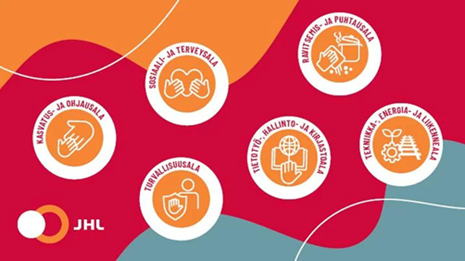 SOSIAALI- JA TERVEYSALA
RAVITSEMIS- JA PUHTAUSALA
KASVATUS- JA OHJAUSALA
TURVALLISUUSALA
TIETOTYÖ-, HALLINTO JA KIRJASTOALA
TEKNIIKKA-, ENERGIA- JA LIIKENNEALA
JHL